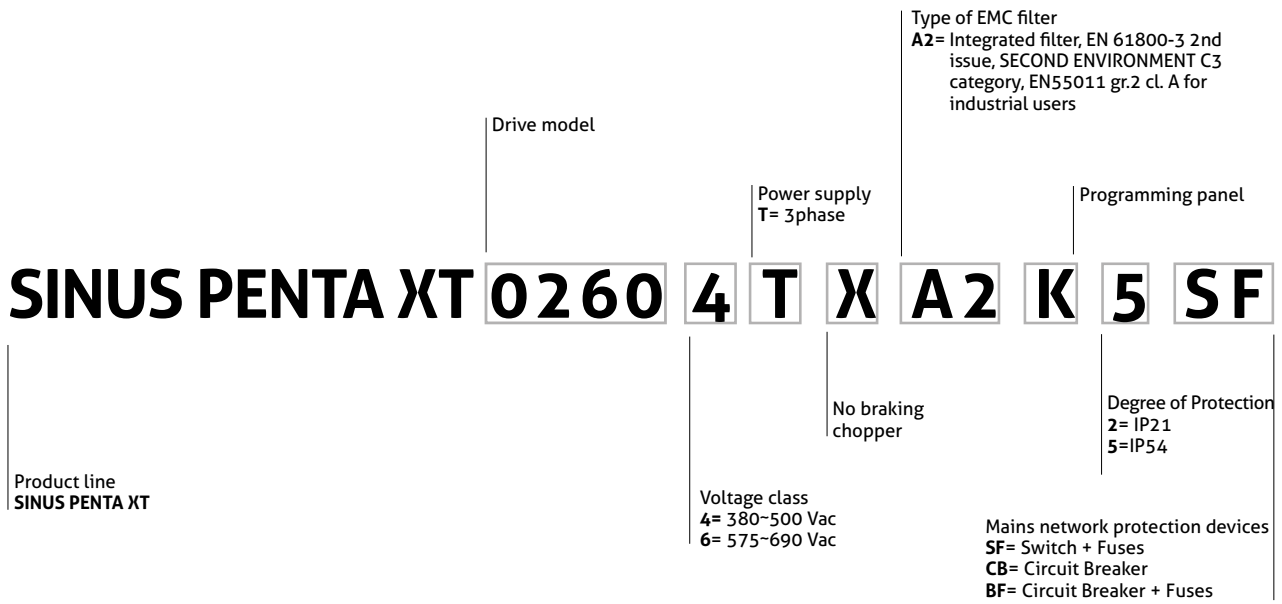 Type of EMC filter
A2= Integrated filter, EN 61800-3 2nd
issue, SECOND ENVIRONMENT C3
category, EN55011 gr.2 cl. A for
industrial users
Drive model
Power supply
T= 3phase
Programming panel
SINUS PENTA XT 0260 4 T X A2 K 5 SF
No braking
chopper
Degree of Protection
2= IP21
5=IP54
Product line
SINUS PENTA XT
Voltage class
4= 380~500 Vac
6= 575~690 Vac
Mains network protection devices
SF= Switch + Fuses
CB= Circuit Breaker
BF= Circuit Breaker + Fuses